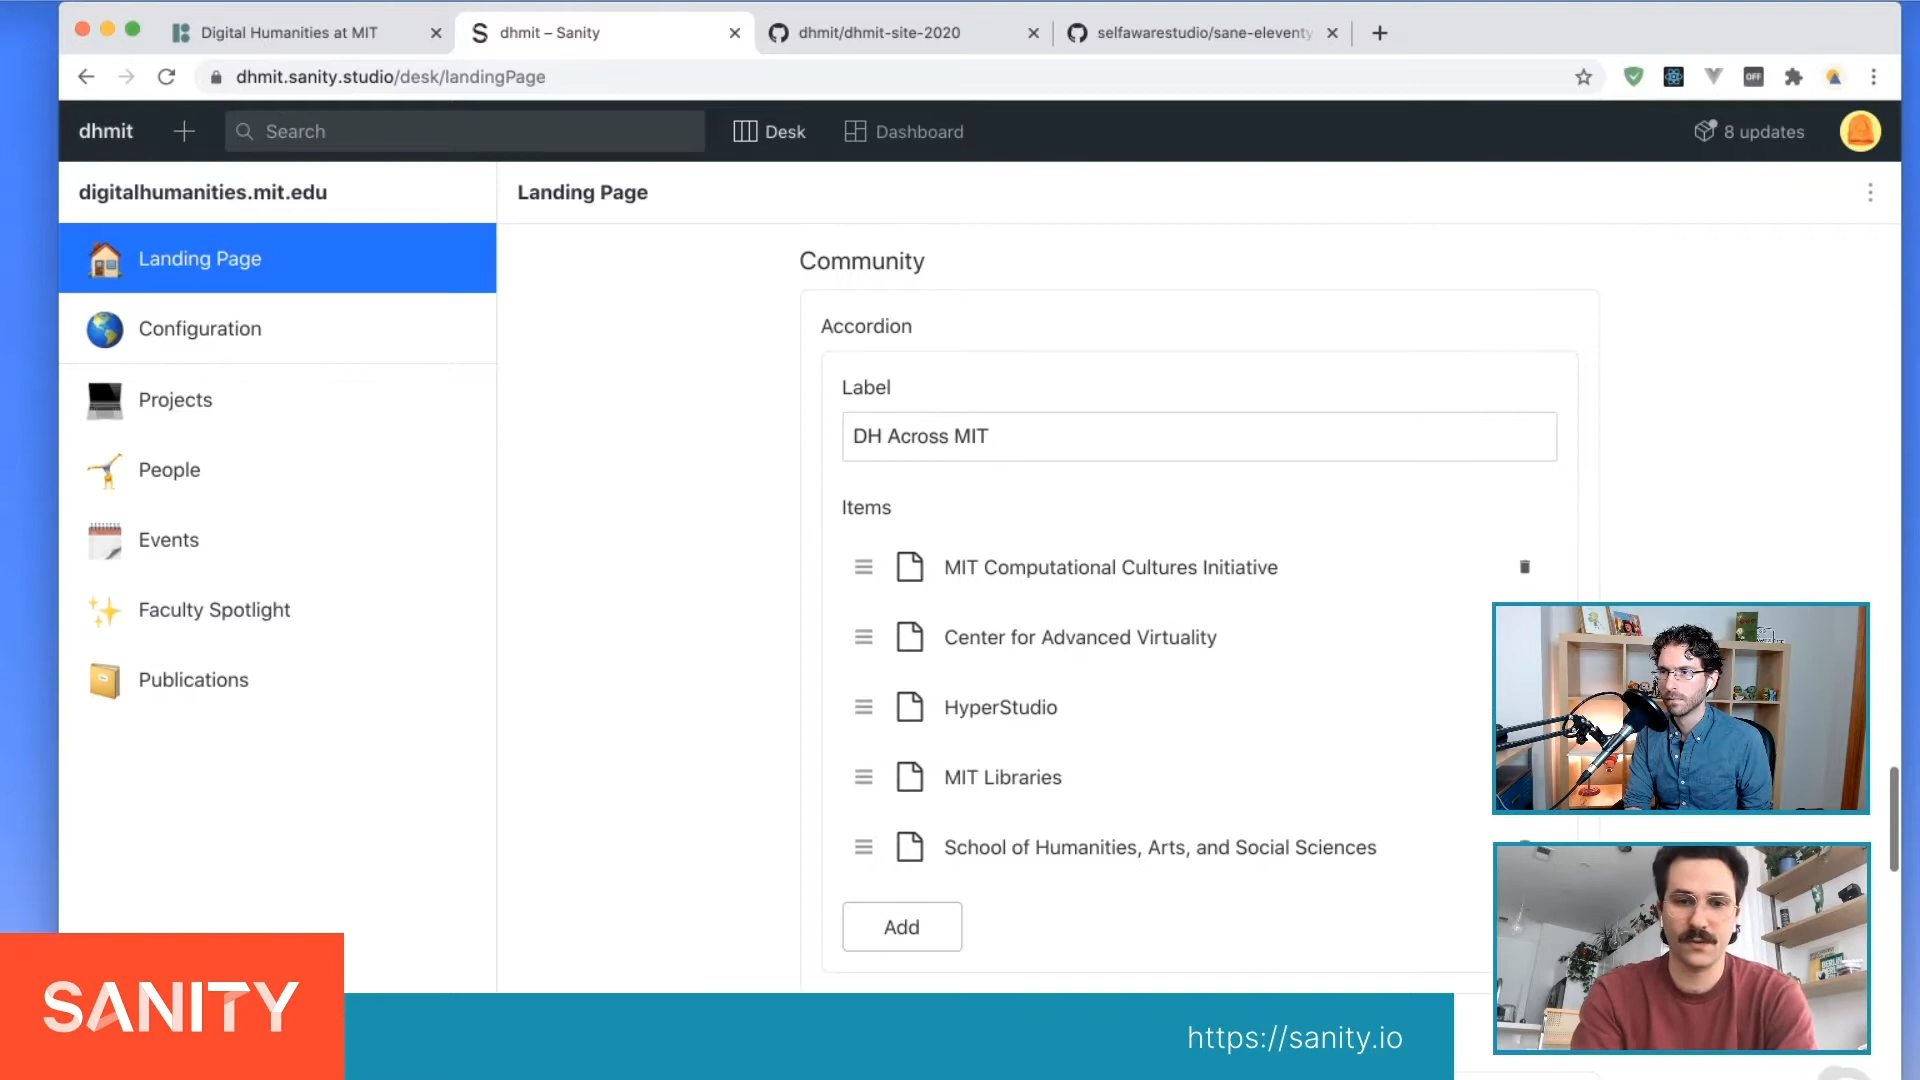 Digital Humanities at MIT
dhmit – Sanity
dhmit/dhmit-site-2020
selfawarestudio/sane-eleventy
dhmit.sanity.studio/desk/landingPage
OFF
dhmit
Search
Desk
Dashboard
8 updates
digitalhumanities.mit.edu
Landing Page
Landing Page
Configuration
Projects
People
Events
Faculty Spotlight
Publications
Community
Accordion
Label
DH Across MIT
Items
MIT Computational Cultures Initiative
Center for Advanced Virtuality
HyperStudio
MIT Libraries
School of Humanities, Arts, and Social Sciences
Add
SANITY
https://sanity.io